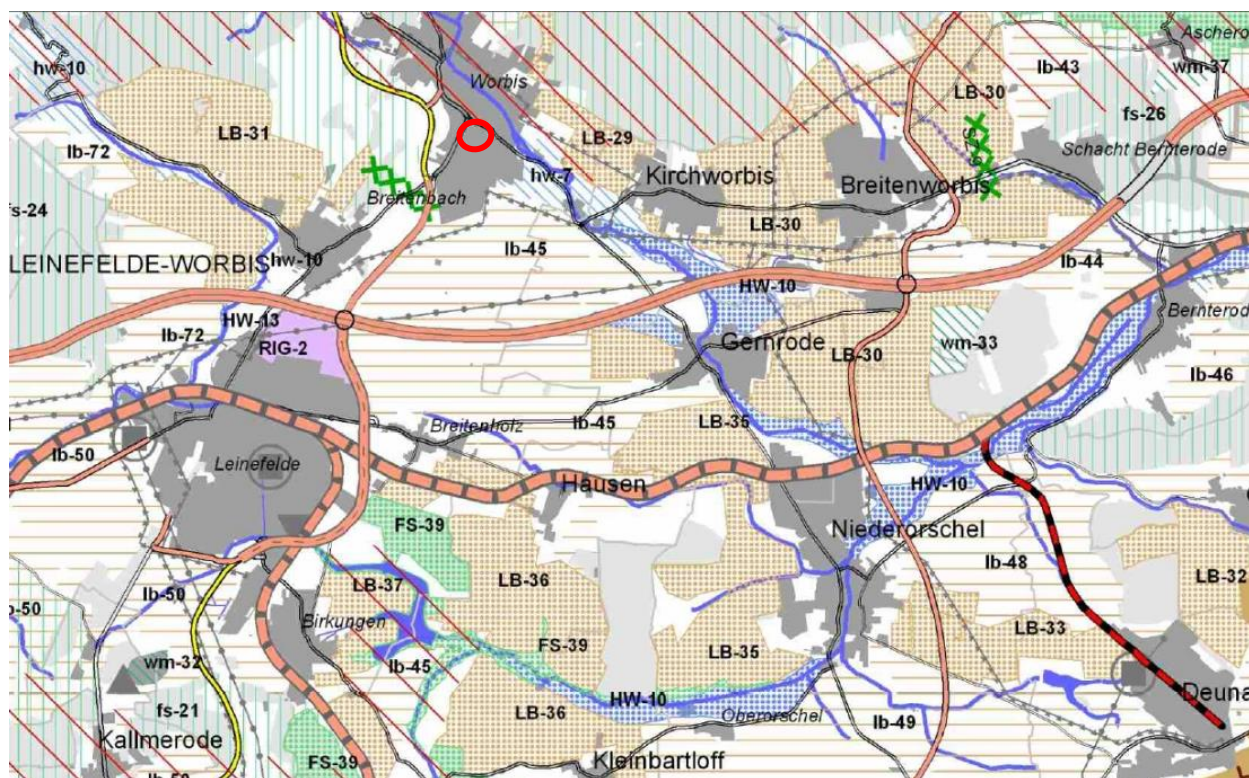 Aschero
lb-43
hw-10
Worbis
wm-37
LB-30
fs-26
LB-31
LB-29
lb-72
Schacht Bernterode
hw-7
Kirchworbis
Breitenworbis
Breitenbach
fs-24
LB-30
lb-45
LEINEFELDE-WORBIS
hw-10
lb-44
HW-10
Bernterod
HW-13
lb-72
RIG-2
Gernrode
LB-30
wm-33
lb-46
Breitenholz
lb-45
LB-35
lb-50
Leinefelde
Hausen
HW-10
Niederorschel
FS-39
lb-48
LB-36
LB-37
LB-32
lb-50
b-50
Birkungen
FS-39
LB-33
LB-35
wm-32
lb-45
HW-10
Deuna
fs-21
LB-36
Oberorschel
lb-49
Kallmerode
FS-39
Kleinbartloff